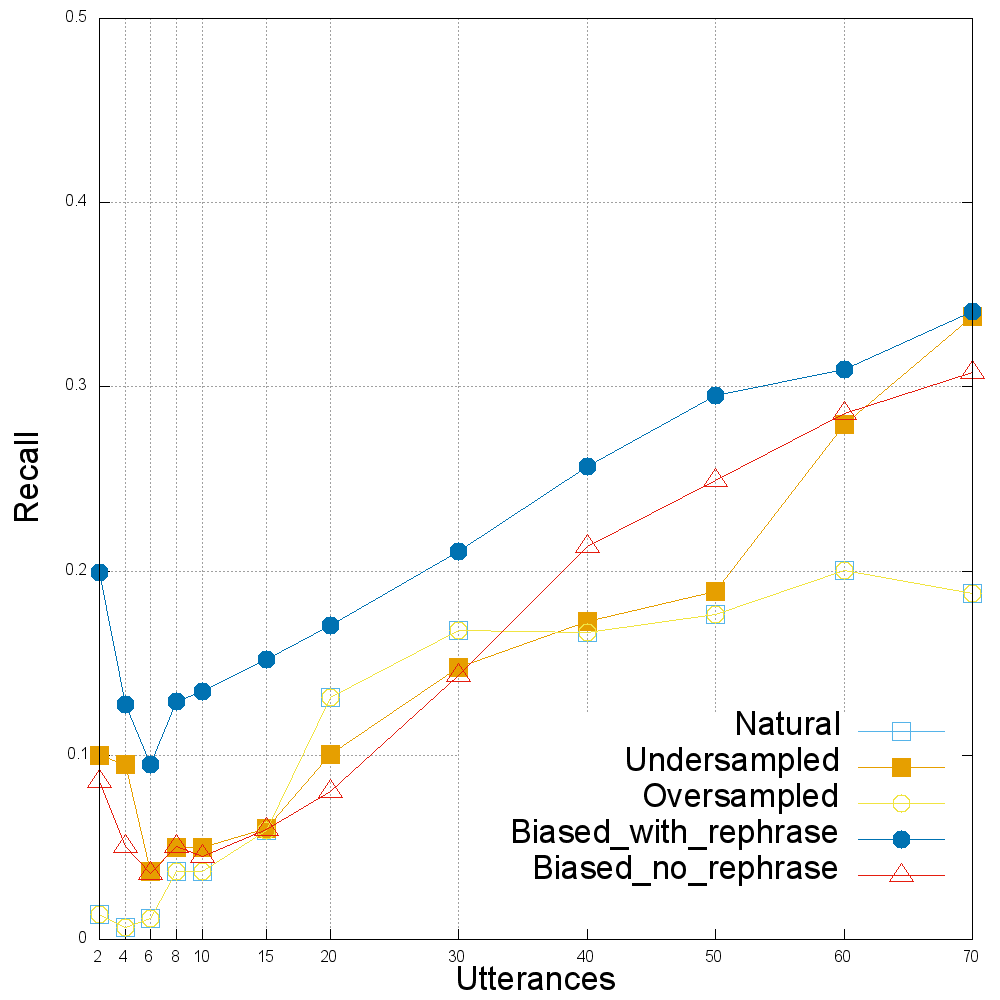 0.5
0.4
0.3
0.2
0.1
0
Recall
2 4 6 8 10 15 20 30 40 50 60 70
Utterances
Natural
Undersampled
Oversampled
Biased_with_rephrase
Biased_no_rephrase